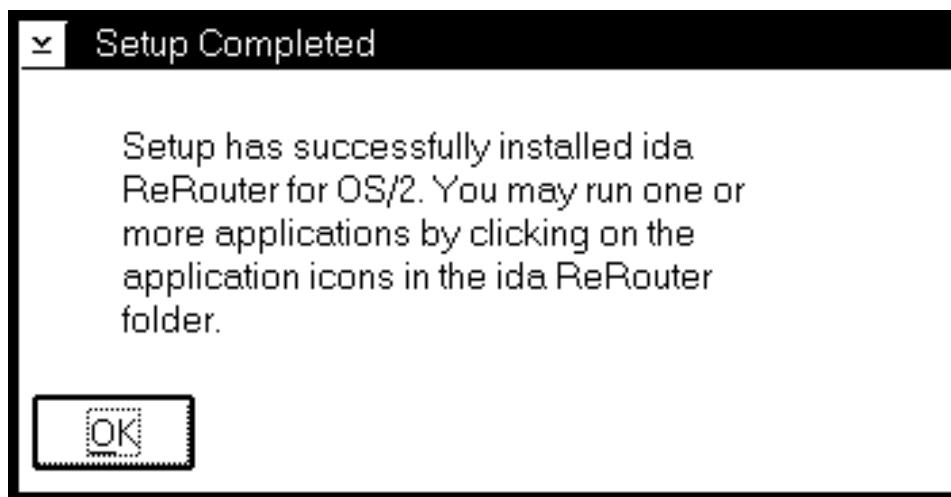 Setup Completed
Setup has successfully installed ida
ReRouter for OS/2. You may run one or
more applications by clicking on the
application icons in the ida ReRouter
folder.
OK